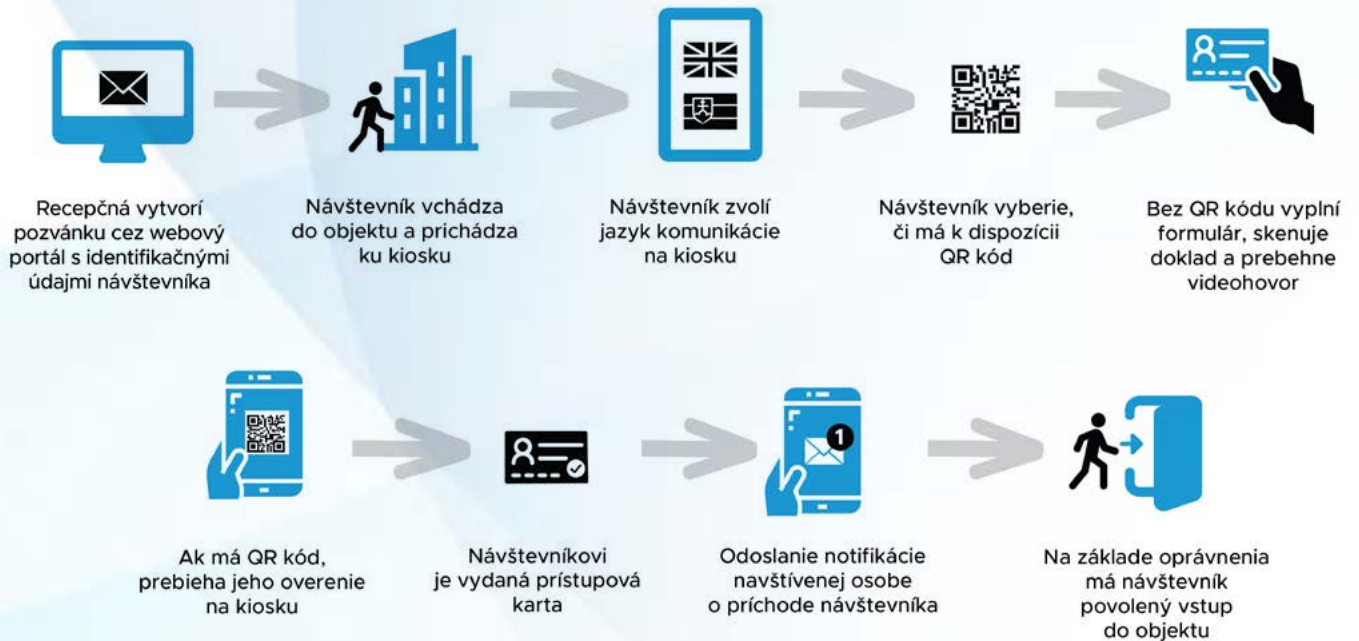 Recepčná vytvorí
pozvánku cez webový
portál s identifikačnými
údajmi návštevníka
Návštevník vchádza
do objektu a prichádza
ku kiosku
Návštevník zvolí
jazyk komunikácie
na kiosku
Návštevník vyberie,
či má k dispozícii
QR kód
Bez QR kódu vyplní
formulár, skenuje
doklad a prebehne
videohovor
Ak má QR kód,
prebieha jeho overenie
na kiosku
Návštevníkovi
je vydaná prístupová
karta
1
Odoslanie notifikácie
navštívenej osobe
o príchode návštevníka
Na základe oprávnenia
má návštevník
povolený vstup
do objektu